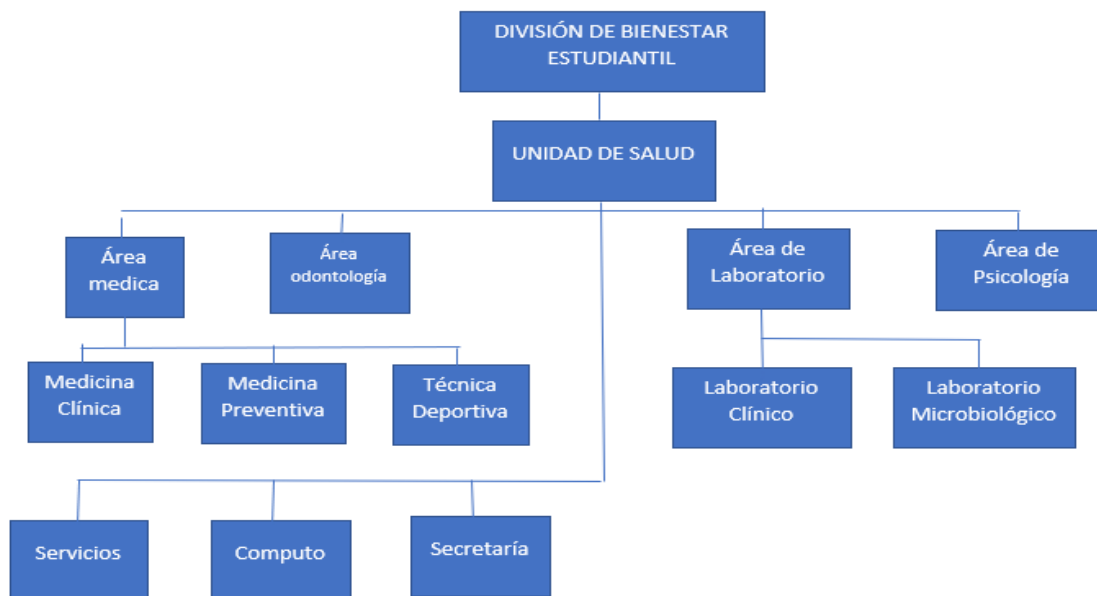 DIVISIÓN DE BIENESTAR
ESTUDIANTIL
UNIDAD DE SALUD
Área
medica
Área
odontología
Área de
Laboratorio
Área de
Psicología
Medicina
Clínica
Medicina
Preventiva
Técnica
Deportiva
Laboratorio
Clínico
Laboratorio
Microbiológico
Servicios
Computo
Secretaría